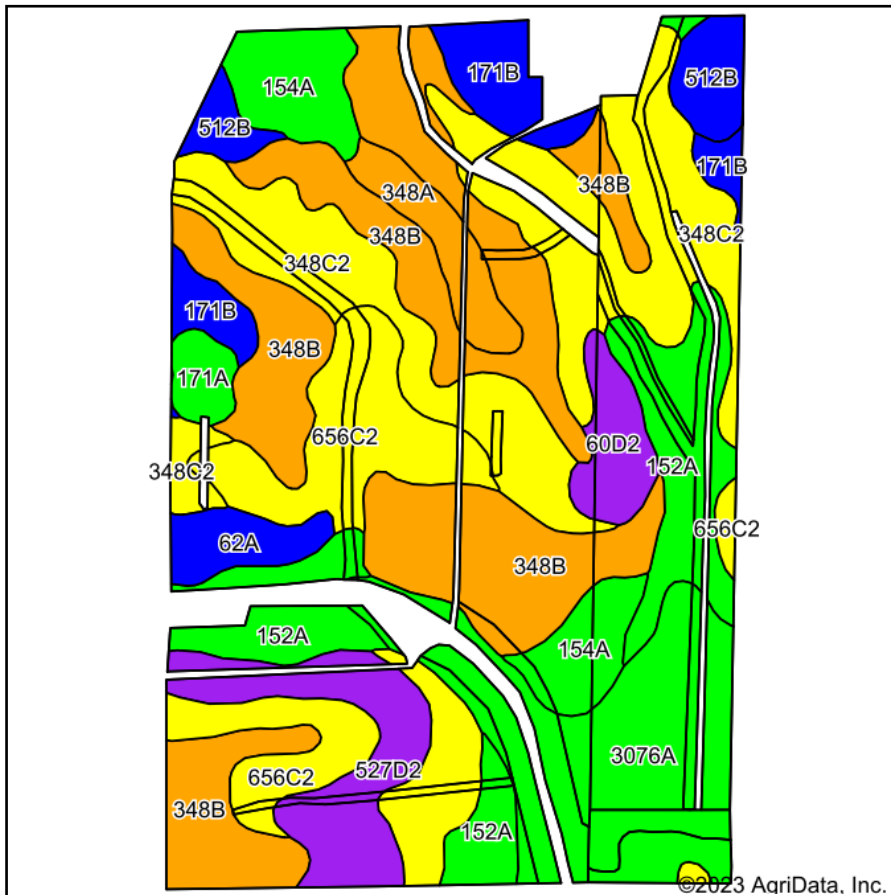 171B
512B
154A
512B
171B
348A
348B
348B
348C2
348C2
171B
348B
171A
656C2
60D2
152A
348C2
656C2
62A
348B
152A
154A
3076A
527D2
656C2
348B
152A
©2023 AgriData, Inc.